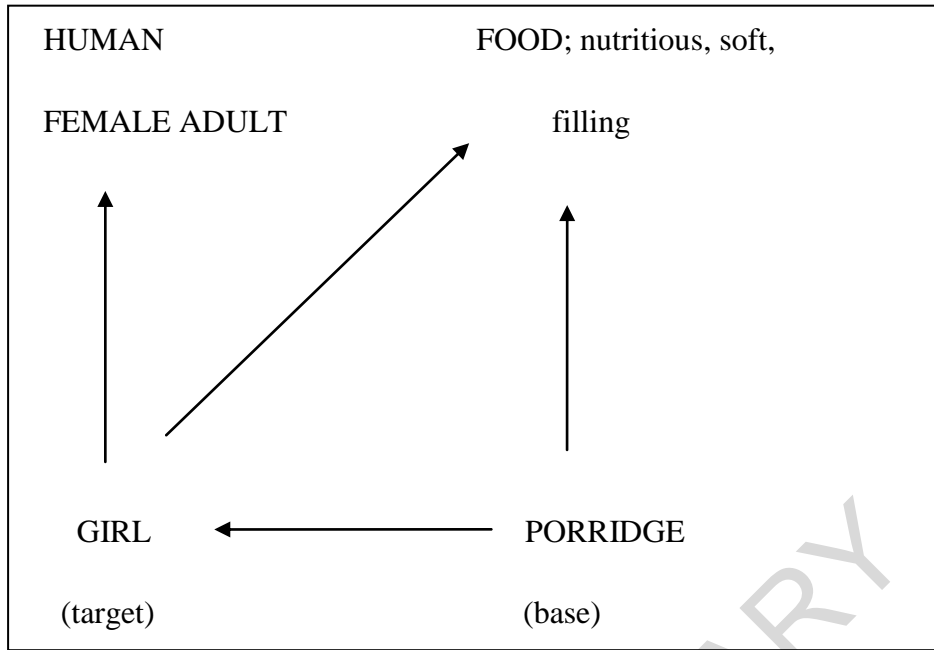 HUMAN FOOD; nutritious, soft,
FEMALE ADULT filling
GIRL PORRIDGE
(target) (base)